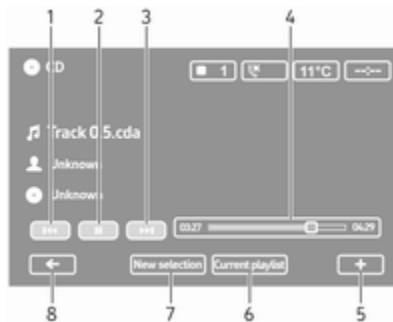 1 2 3 4
CD
1
11°C
--:--
Track 05.cda
Unknown
Unknown
03:27
04:29
New selection
Current playlist
8 7 6 5